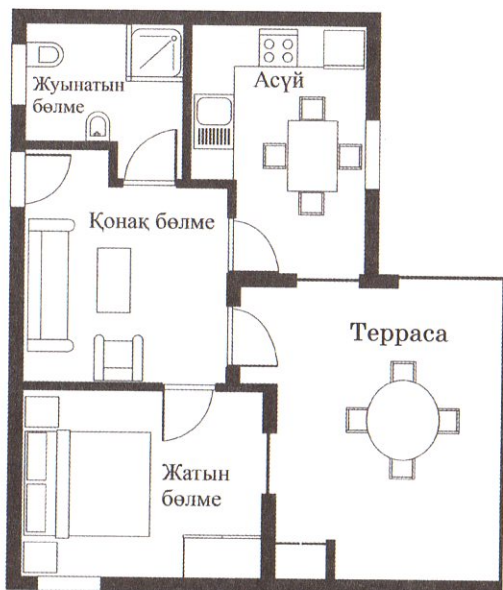 Жуынатын
бөлме
Асүй
Қонақ бөлме
Терраса
Жатын
бөлме